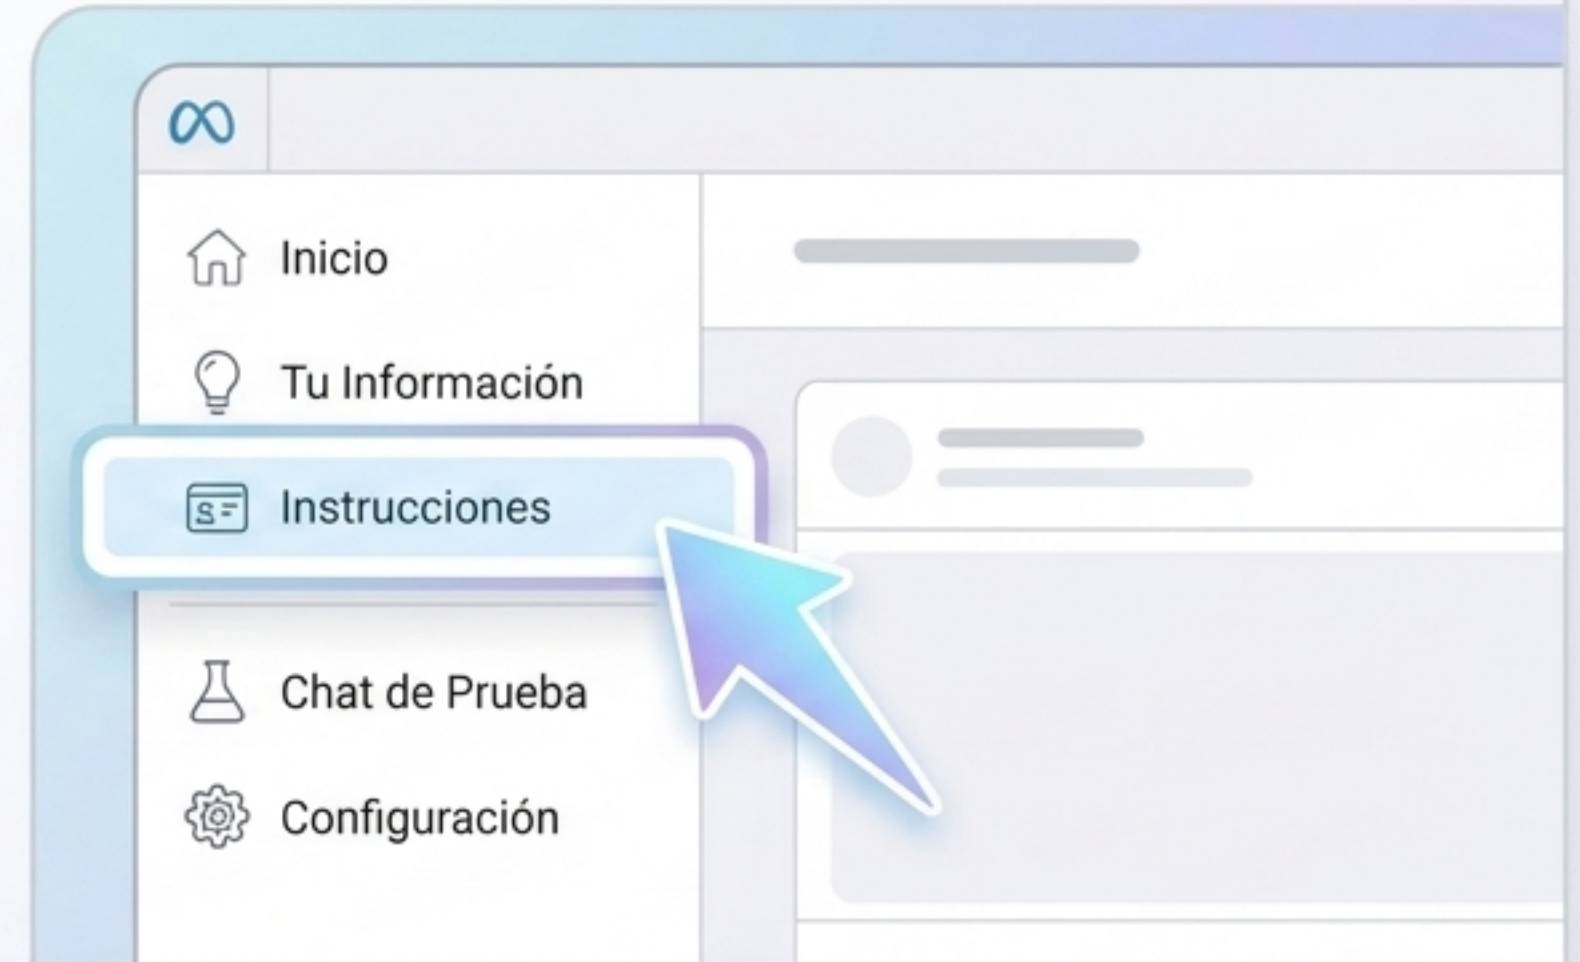 Inicio
Tu Información
Instrucciones
Chat de Prueba
Configuración